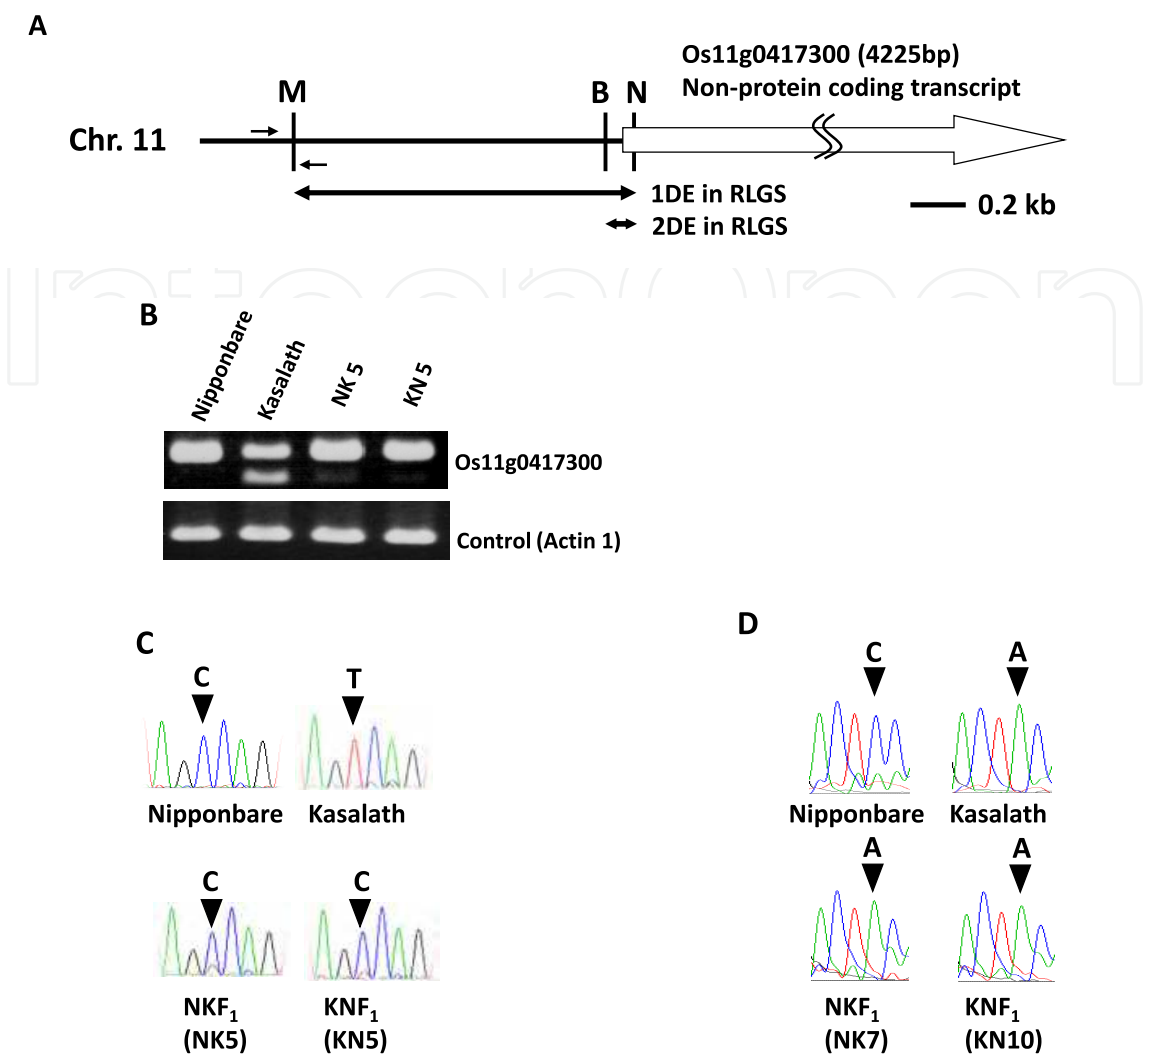 A
Os11g0417300 (4225bp)
Non-protein coding transcript
M
B
N
Chr. 11
1DE in RLGS
2DE in RLGS
0.2 kb
B
Nipponbare
Kasalath
NK 5
KN 5
Os11g0417300
Control (Actin 1)
C
C
T
Nipponbare
Kasalath
C
C
NKF1
(NK5)
KNF1
(KN5)
D
C
A
Nipponbare
Kasalath
A
A
NKF1
(NK7)
KNF1
(KN10)